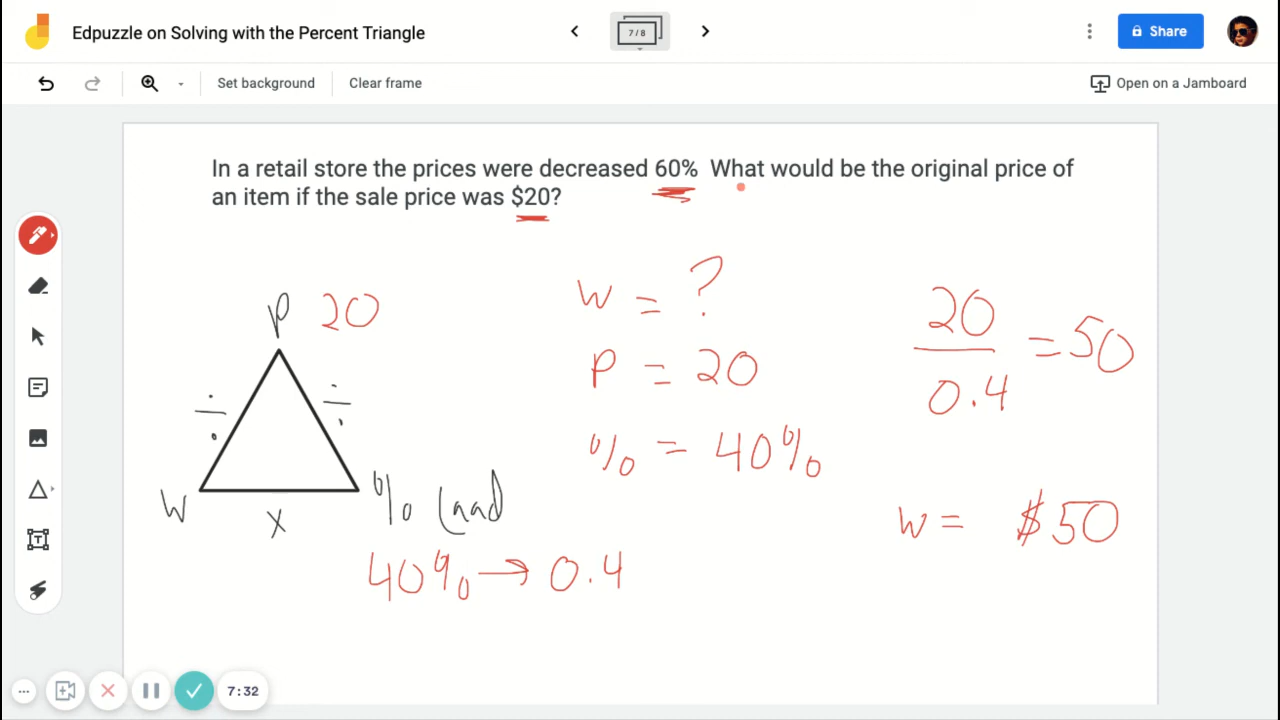 Edpuzzle on Solving with the Percent Triangle
7 / 8
Share
Set background
Clear frame
Open on a Jamboard
In a retail store the prices were decreased 60% What would be the original price of
an item if the sale price was $20?
P 20
÷ ÷
W x %
40% → 0.4
W = ?
P = 20
% = 40%
20
0.4
= 50
W = $50
7:32